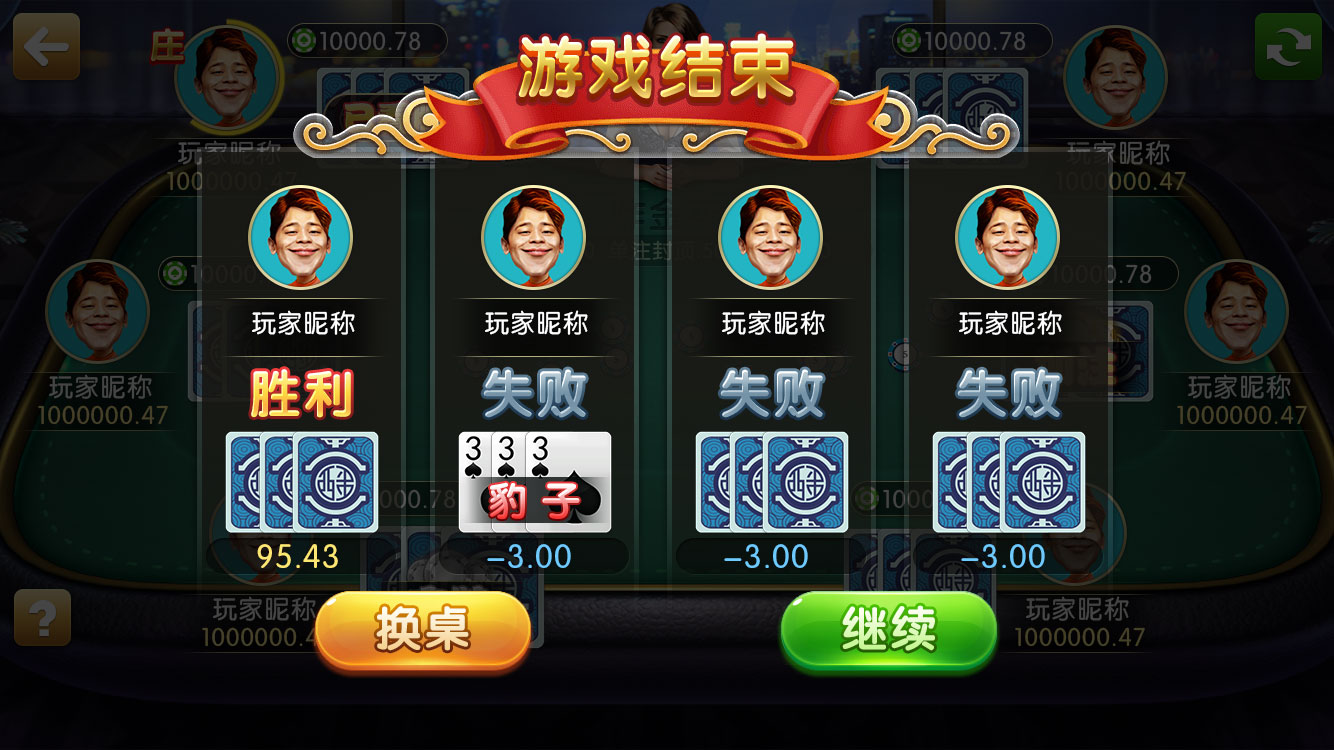 庄
10000.78
10000.78
游戏结束
玩家昵称
玩家昵称
1000000.47
1000000.47
玩家昵称
玩家昵称
玩家昵称
玩家昵称
胜利
失败
失败
失败
玩家昵称
1000000.47
玩家昵称
1000000.47
3
3
3
豹子
95.43
-3.00
-3.00
-3.00
玩家昵称
玩家昵称
1000000.47
换桌
继续
?